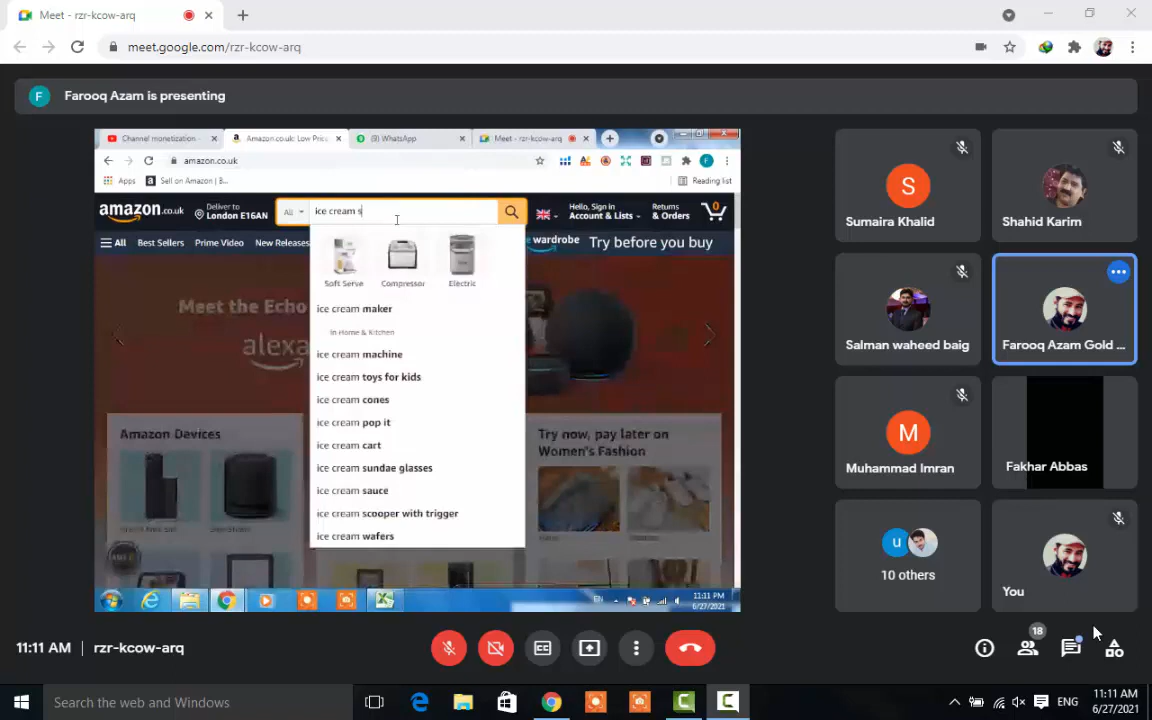 Meet - rzr-kcow-arq
meet.google.com/rzr-kcow-arq
F Farooq Azam is presenting
Channel monetization -
Amazon.co.uk: Low Price
WhatsApp
Meet - rzr-kcow-arq
amazon.co.uk
Apps
Sell on Amazon | B...
Reading list
amazon.co.uk
Deliver to
London E16AN
All
ice cream s
Hello, Sign in
Account & Lists
Returns
& Orders
0
All
Best Sellers
Prime Video
New Releases
wardrobe
Try before you buy
Soft Serve
Compressor
Electric
ice cream maker
In Home & Kitchen
ice cream machine
ice cream toys for kids
ice cream cones
ice cream pop it
ice cream cart
ice cream sundae glasses
ice cream sauce
ice cream scooper with trigger
ice cream wafers
Meet the Echo
alexa
Amazon Devices
Try now, pay later on
Women's Fashion
EN
11:11 PM
6/27/2021
S
Sumaira Khalid
Shahid Karim
Salman waheed baig
Farooq Azam Gold ...
M
Muhammad Imran
Fakhar Abbas
u
10 others
You
11:11 AM
rzr-kcow-arq
18
Search the web and Windows
ENG
11:11 AM
6/27/2021